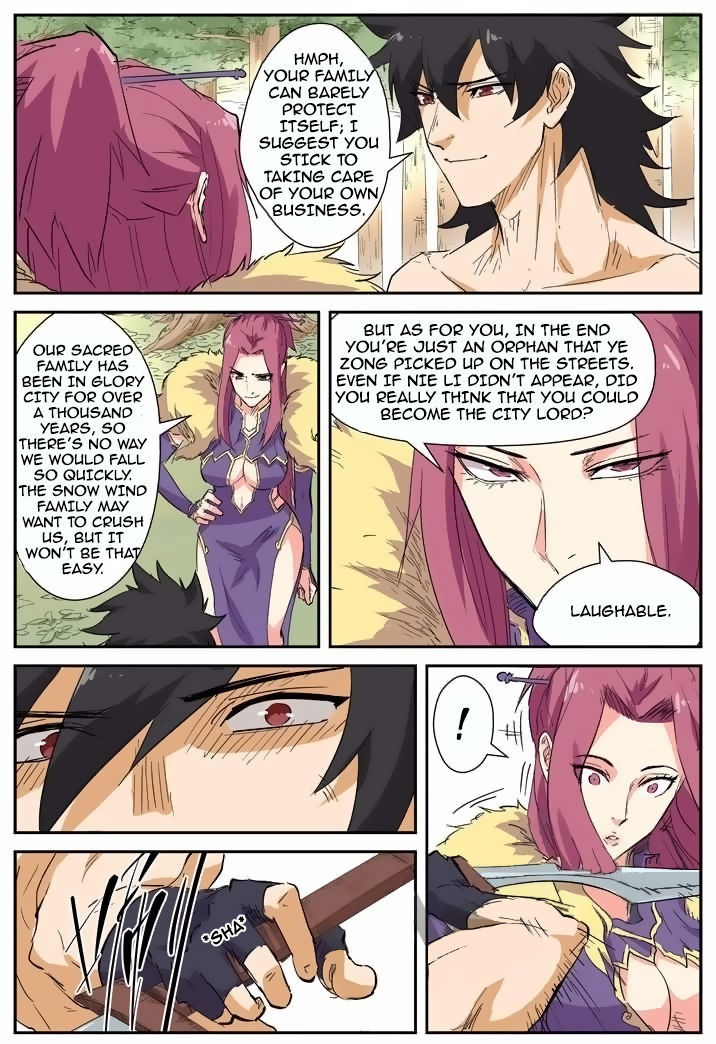 HMPH,
YOUR FAMILY
CAN BARELY
PROTECT
ITSELF; I
SUGGEST YOU
STICK TO
TAKING CARE
OF YOUR OWN
BUSINESS.
OUR SACRED
FAMILY HAS
BEEN IN GLORY
CITY FOR OVER
A THOUSAND
YEARS, SO
THERE'S NO WAY
WE WOULD FALL
SO QUICKLY.
THE SNOW WIND
FAMILY MAY
WANT TO CRUSH
US, BUT IT
WON'T BE THAT
EASY.
BUT AS FOR YOU, IN THE END
YOU'RE JUST AN ORPHAN THAT YE
ZONG PICKED UP ON THE STREETS.
EVEN IF NIE LI DIDN'T APPEAR, DID
YOU REALLY THINK THAT YOU COULD
BECOME THE CITY LORD?
LAUGHABLE.
!
*SHA*